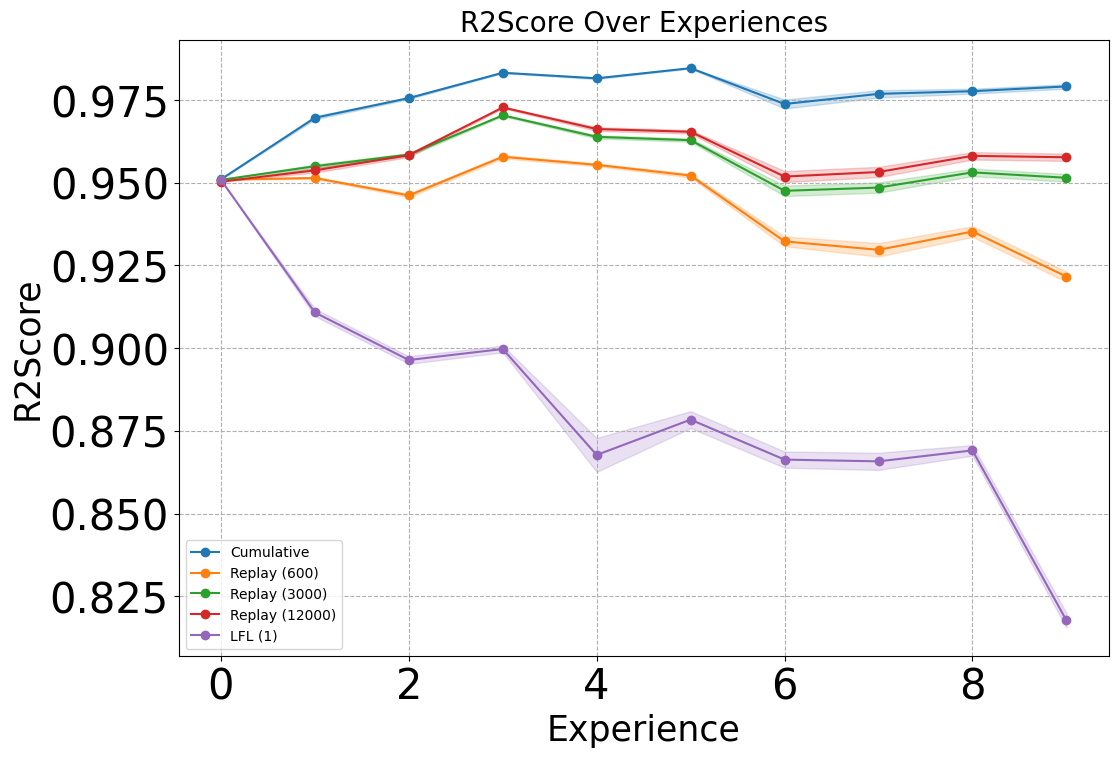 R2Score Over Experiences
R2Score
0.975
0.950
0.925
0.900
0.875
0.850
0.825
Cumulative
Replay (600)
Replay (3000)
Replay (12000)
LFL (1)
0 2 4 6 8
Experience